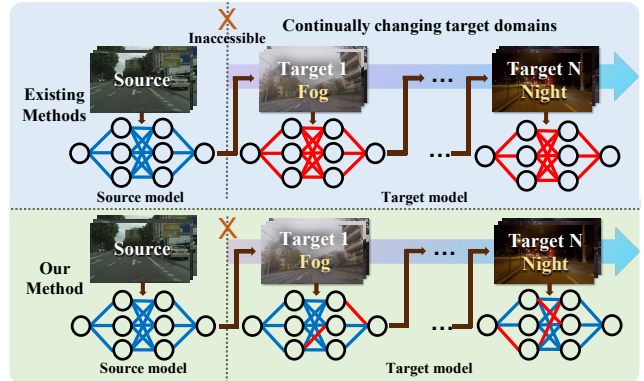 Continually changing target domains
X
Inaccessible
Source
Target 1
Fog
...
Target N
Night
Existing
Methods
...
Source model
Target model
X
Source
Target 1
Fog
...
Target N
Night
Our
Method
...
Source model
Target model